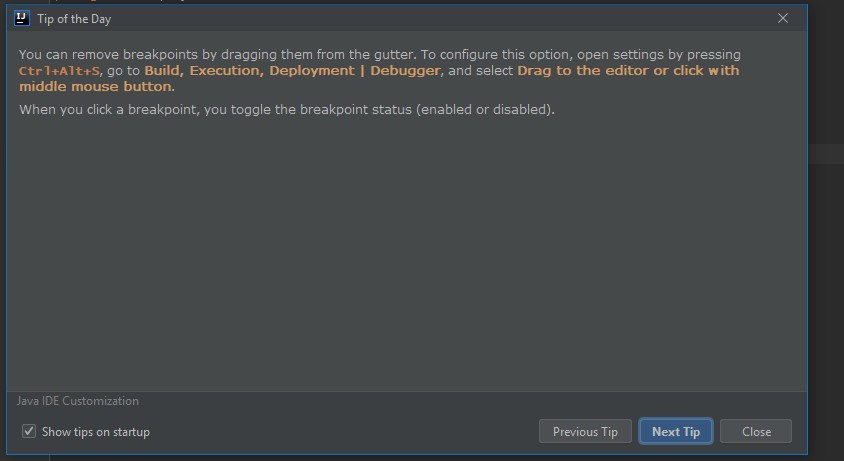 Tip of the Day
You can remove breakpoints by dragging them from the gutter. To configure this option, open settings by pressing
Ctrl+Alt+S, go to Build, Execution, Deployment | Debugger, and select Drag to the editor or click with
middle mouse button.
When you click a breakpoint, you toggle the breakpoint status (enabled or disabled).
Java IDE Customization
Show tips on startup
Previous Tip
Next Tip
Close